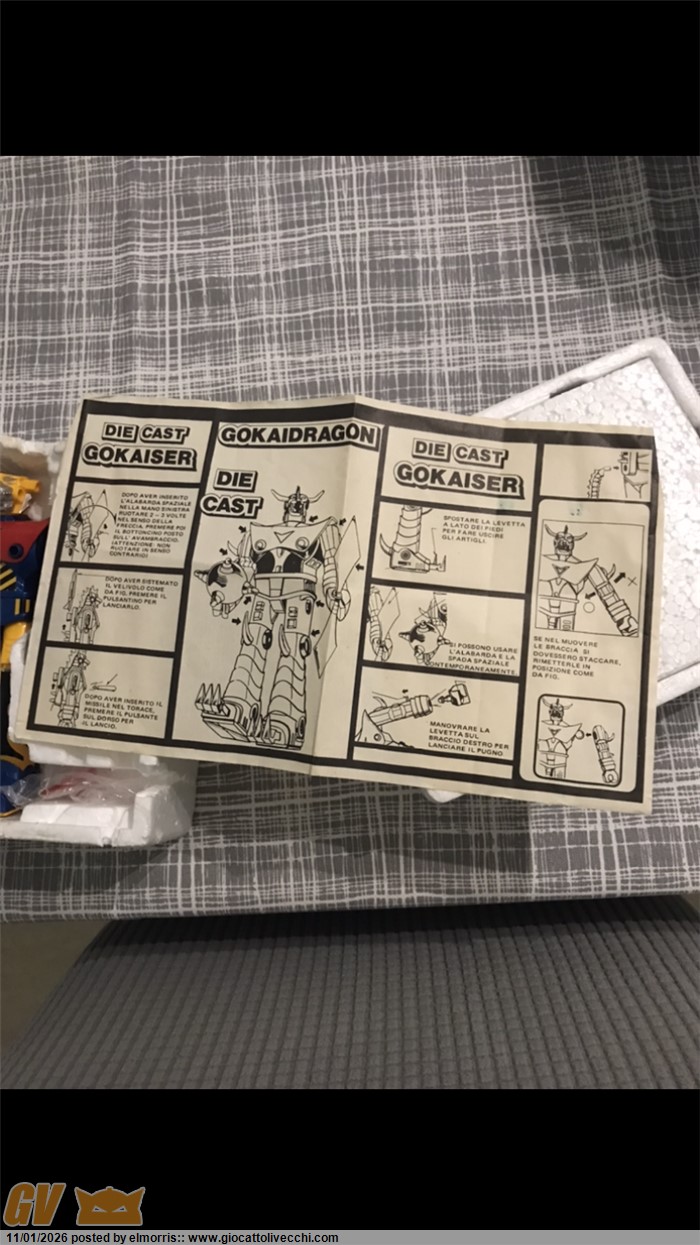 DIE CAST
GOKAISER
DOPO AVER INSERITO
L'ALABARDA SPAZIALE
NELLA MANO SINISTRA
RUOTARE 2 – 3 VOLTE
NEL SENSO DELLA
FRECCIA, PREMERE POI
IL BOTTONCINO POSTO
SULL' AVAMBRACCIO.
(ATTENZIONE: NON
RUOTARE IN SENSO
CONTRARIO)
DOPO AVER SISTEMATO
IL VELIVOLO COME
DA FIG. PREMERE IL
PULSANTINO PER
LANCIARLO.
DOPO AVER INSERITO IL
MISSILE NEL TORACE,
PREMERE IL PULSANTE
SUL DORSO PER
IL LANCIO.
GOKAIDRAGON
DIE
CAST
DIE CAST
GOKAISER
SPOSTARE LA LEVETTA
A LATO DEI PIEDI
PER FARE USCIRE
GLI ARTIGLI.
SI POSSONO USARE
L'ALABARDA E LA
SPADA SPAZIALE
CONTEMPORANEAMENTE
MANOVRARE LA
LEVETTA SUL
BRACCIO DESTRO PER
LANCIARE IL PUGNO
SE NEL MUOVERE
LE BRACCIA SI
DOVESSERO STACCARE,
RIMETTERLE IN
POSIZIONE COME
DA FIG.
GV
11/01/2026 posted by elmorris:: www.giocattolivecchi.com